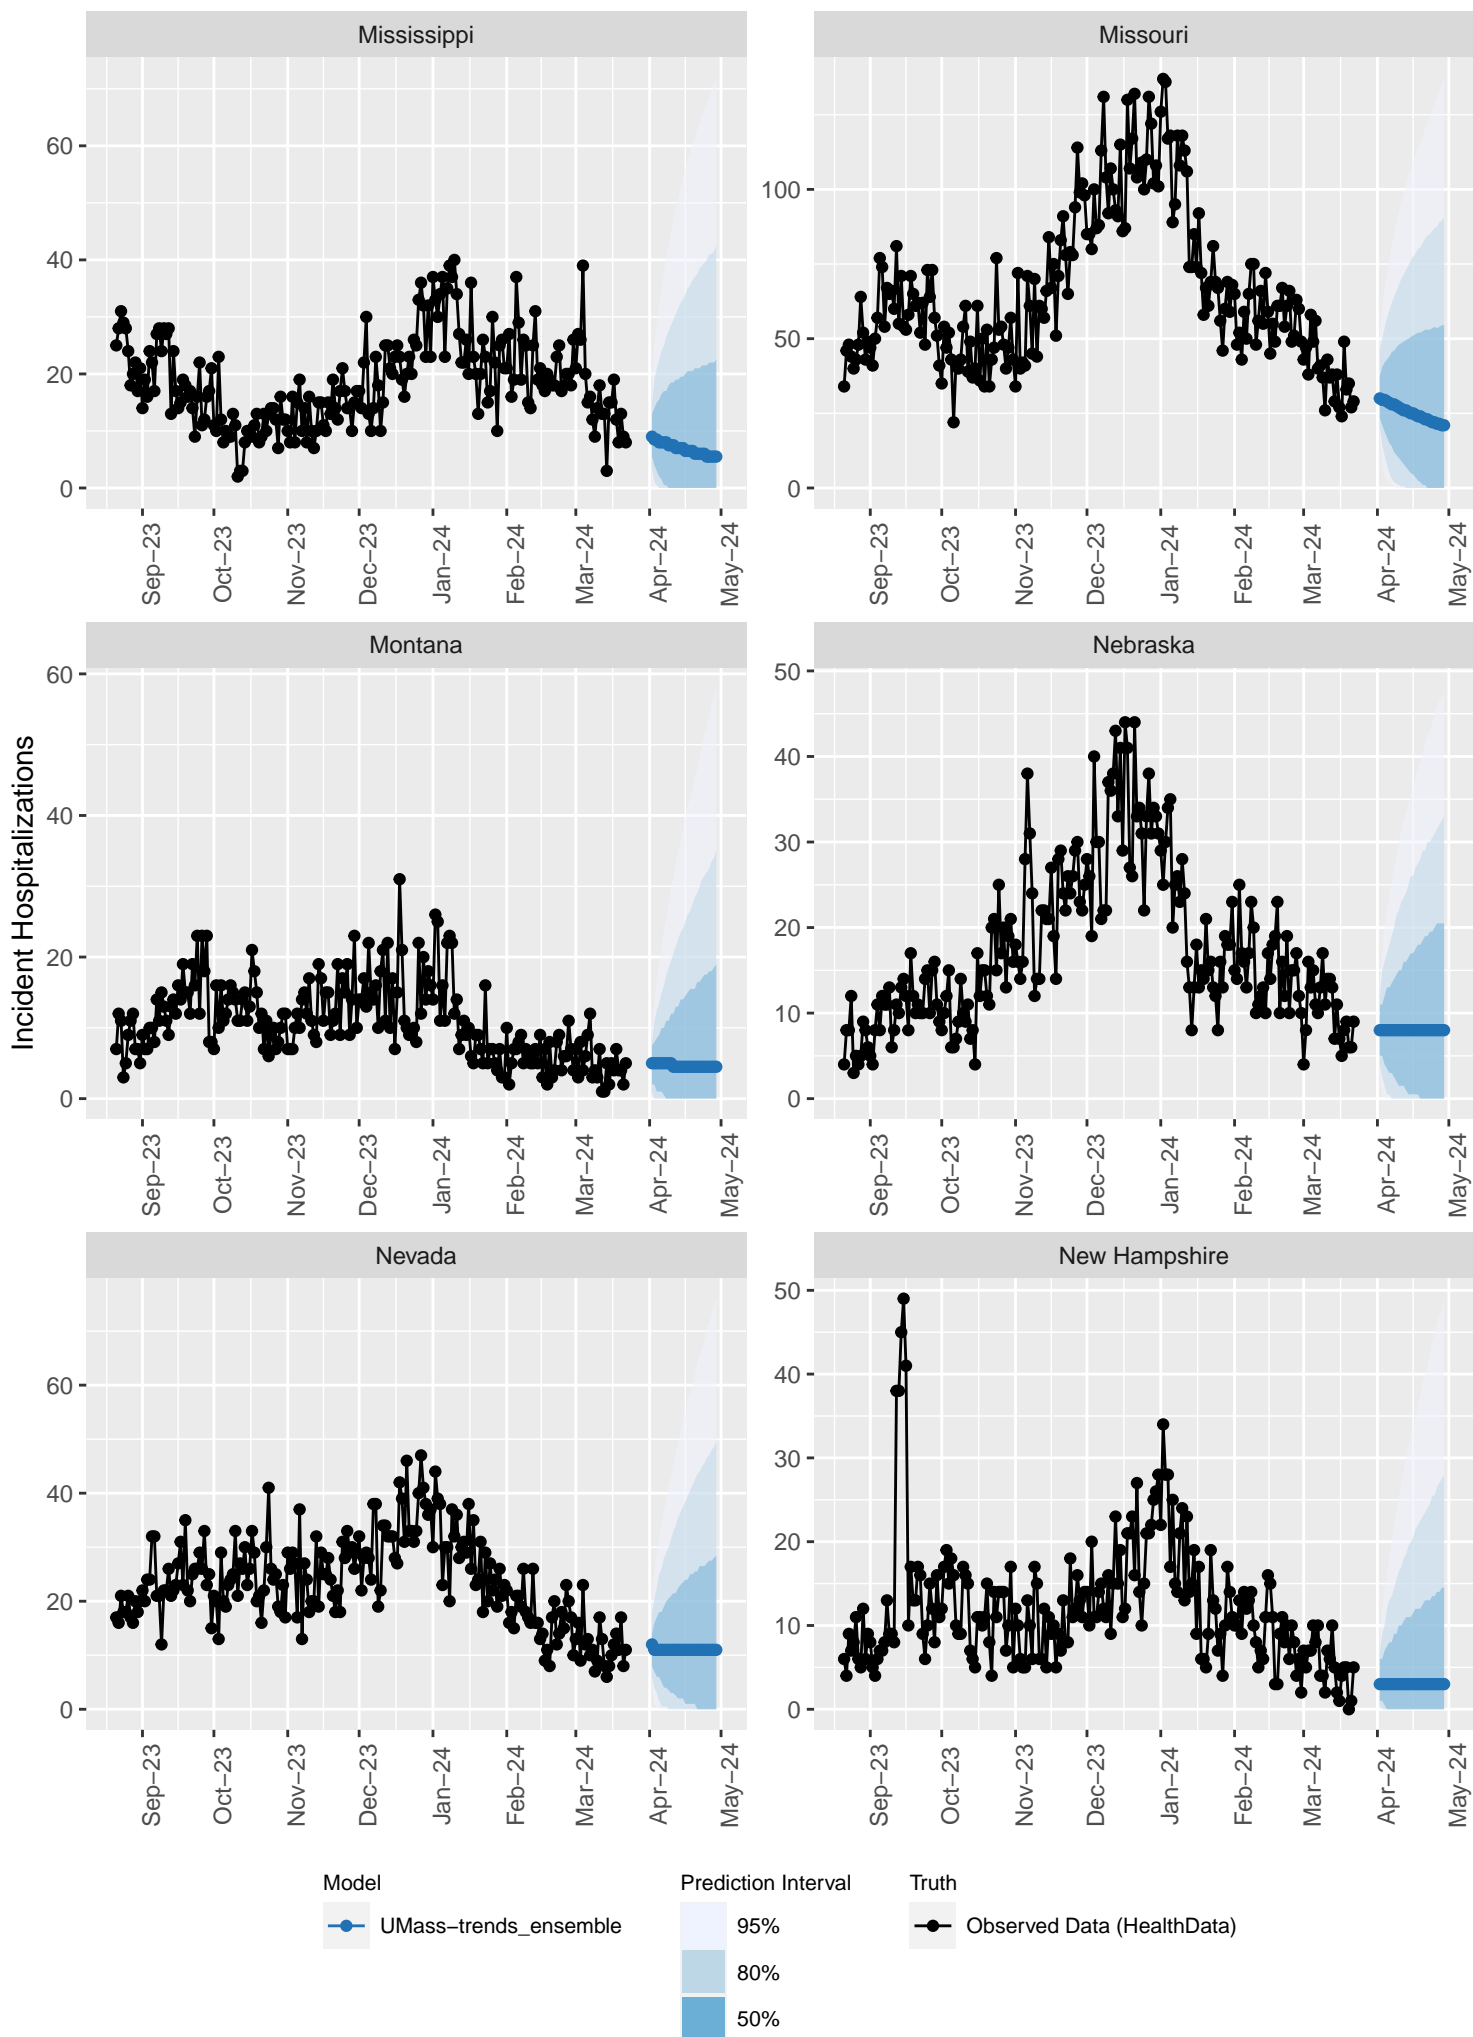 Mississippi
Missouri
60
40
20
0
100
50
0
Sep−23
Oct−23
Nov−23
Dec−23
Jan−24
Feb−24
Mar−24
Apr−24
May−24
Sep−23
Oct−23
Nov−23
Dec−23
Jan−24
Feb−24
Mar−24
Apr−24
May−24
Incident Hospitalizations
Montana
Nebraska
60
40
20
0
50
40
30
20
10
0
Sep−23
Oct−23
Nov−23
Dec−23
Jan−24
Feb−24
Mar−24
Apr−24
May−24
Sep−23
Oct−23
Nov−23
Dec−23
Jan−24
Feb−24
Mar−24
Apr−24
May−24
Nevada
New Hampshire
60
40
20
0
50
40
30
20
10
0
Sep−23
Oct−23
Nov−23
Dec−23
Jan−24
Feb−24
Mar−24
Apr−24
May−24
Sep−23
Oct−23
Nov−23
Dec−23
Jan−24
Feb−24
Mar−24
Apr−24
May−24
Model
UMass−trends_ensemble
Prediction Interval
95%
80%
50%
Truth
Observed Data (HealthData)